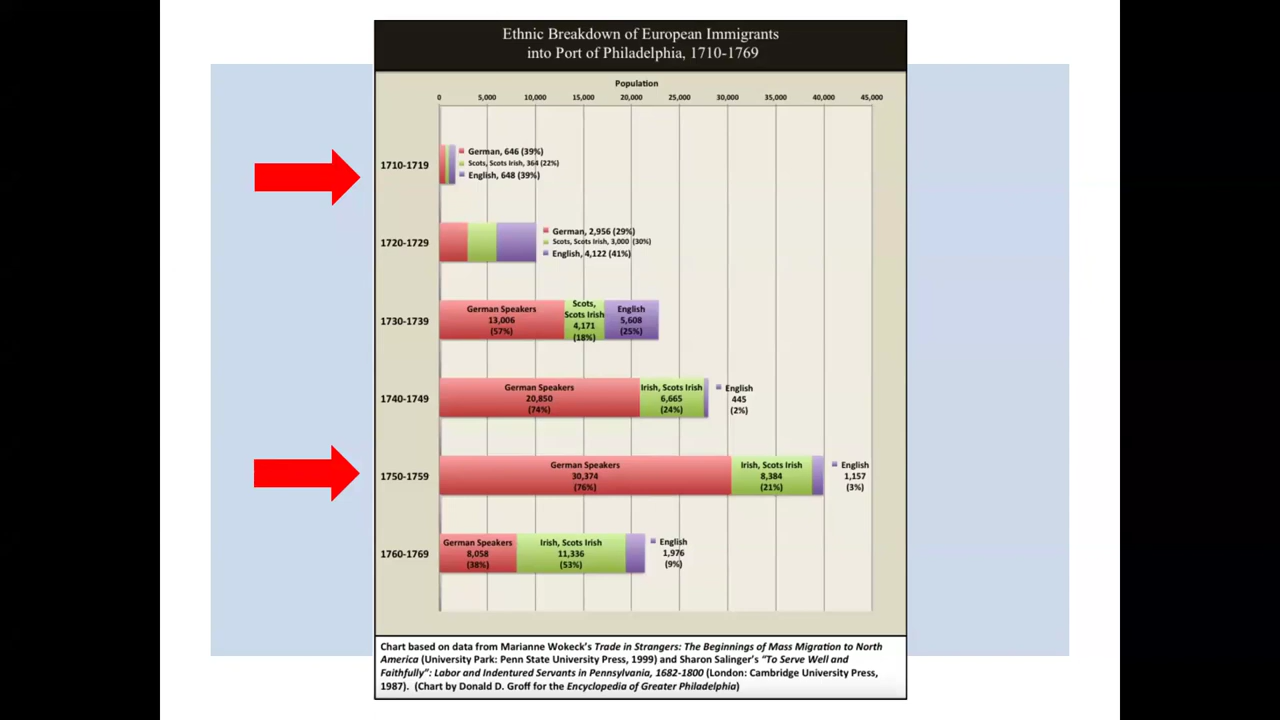 Ethnic Breakdown of European Immigrants
into Port of Philadelphia, 1710-1769
Population
0 5,000 10,000 15,000 20,000 25,000 30,000 35,000 40,000 45,000
1710-1719
German, 646 (39%)
Scots, Scots Irish, 364 (22%)
English, 648 (39%)
1720-1729
German, 2,956 (29%)
Scots, Scots Irish, 3,000 (30%)
English, 4,122 (41%)
1730-1739
German Speakers
13,006
(57%)
Scots,
Scots Irish
4,171
(18%)
English
5,608
(25%)
1740-1749
German Speakers
20,850
(74%)
Irish, Scots Irish
6,665
(24%)
English
445
(2%)
1750-1759
German Speakers
30,374
(76%)
Irish, Scots Irish
8,384
(21%)
English
1,157
(3%)
1760-1769
German Speakers
8,058
(38%)
Irish, Scots Irish
11,336
(53%)
English
1,976
(9%)
Chart based on data from Marianne Wokeck's Trade in Strangers: The Beginnings of Mass Migration to North
America (University Park: Penn State University Press, 1999) and Sharon Salinger's "To Serve Well and
Faithfully": Labor and Indentured Servants in Pennsylvania, 1682-1800 (London: Cambridge University Press,
1987). (Chart by Donald D. Groff for the Encyclopedia of Greater Philadelphia)